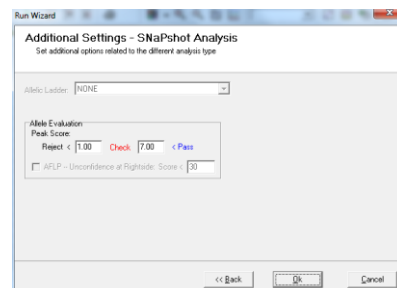 Run Wizard
Additional Settings - SNaPshot Analysis
Set additional options related to the different analysis type
Allelic Ladder: NONE
Allele Evaluation
Peak Score:
Reject < 1.00 Check 7.00 < Pass
AFLP -- Unconfidence at Rightside: Score < 30
<< Back Ok Cancel